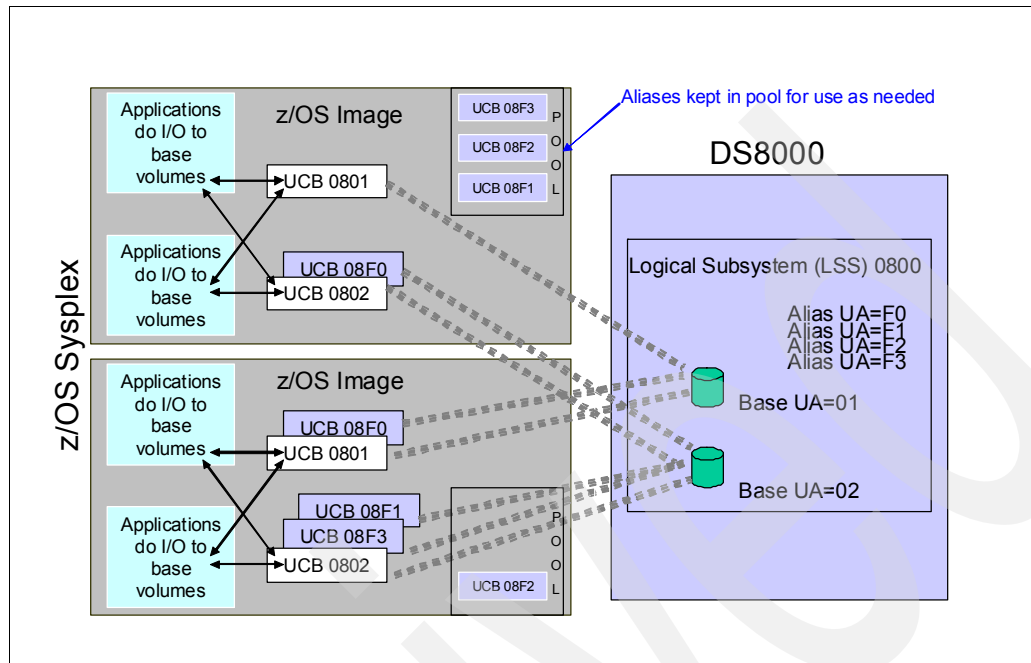 Applications
do I/O to
base
volumes
z/OS Image
UCB 0801
UCB 08F0
UCB 0802
Applications
do I/O to
base
volumes
UCB 08F3
UCB 08F2
UCB 08F1
P
O
O
L
Aliases kept in pool for use as needed
z/OS Sysplex
Applications
do I/O to
base
volumes
z/OS Image
UCB 08F0
UCB 0801
UCB 08F1
UCB 08F3
UCB 0802
Applications
do I/O to
base
volumes
UCB 08F2
P
O
O
L
DS8000
Logical Subsystem (LSS) 0800
Alias UA=F0
Alias UA=F1
Alias UA=F2
Alias UA=F3
Base UA=01
Base UA=02